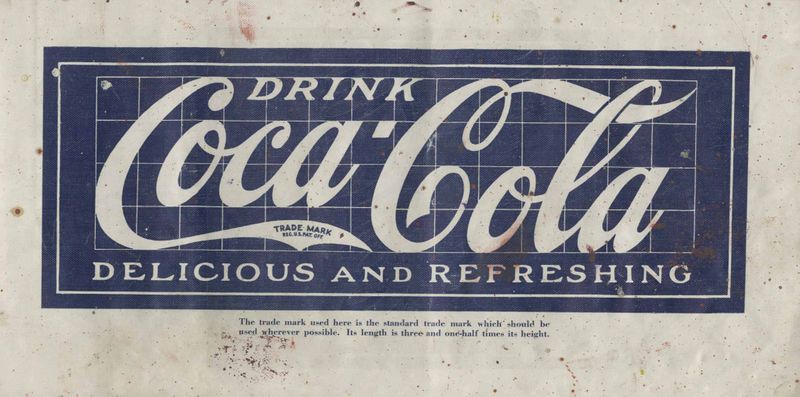 DRINK
Coca-Cola
TRADE MARK
REG. U.S. PAT. OFF.
DELICIOUS AND REFRESHING
The trade mark used here is the standard trade mark which should be
used wherever possible. Its length is three and one-half times its height.